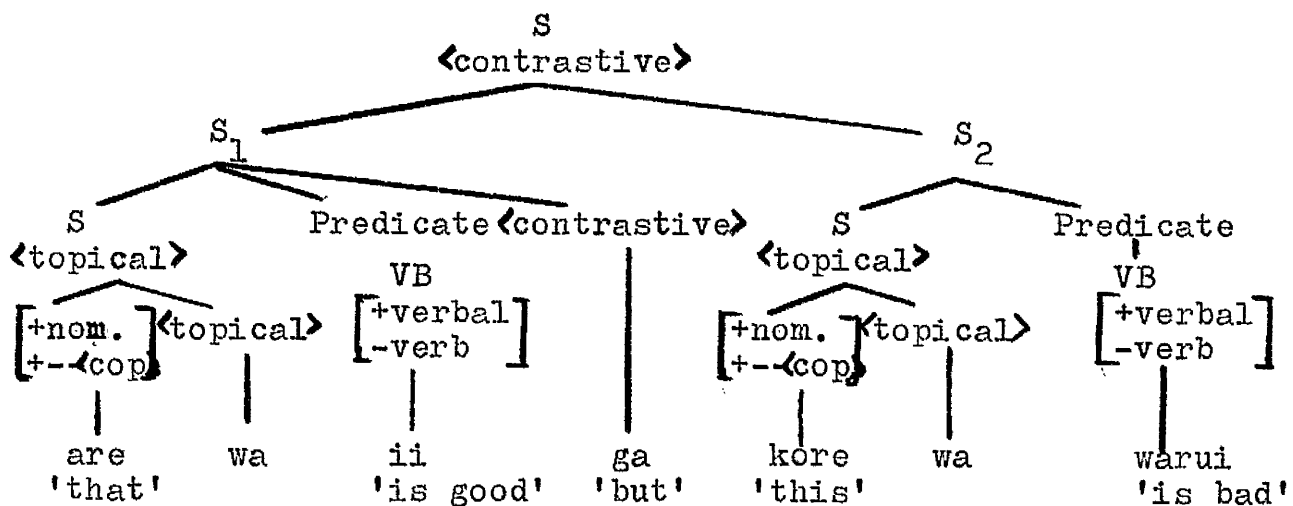 S
<contrastive>
S1 S2
S Predicate <contrastive> S Predicate
<topical> <topical>
VB VB
[+nom. +--<cop>] <topical> [+verbal -verb] [+nom. +--<cop>] <topical> [+verbal -verb]
are wa ii ga kore wa warui
'that' 'is good' 'but' 'this' 'is bad'